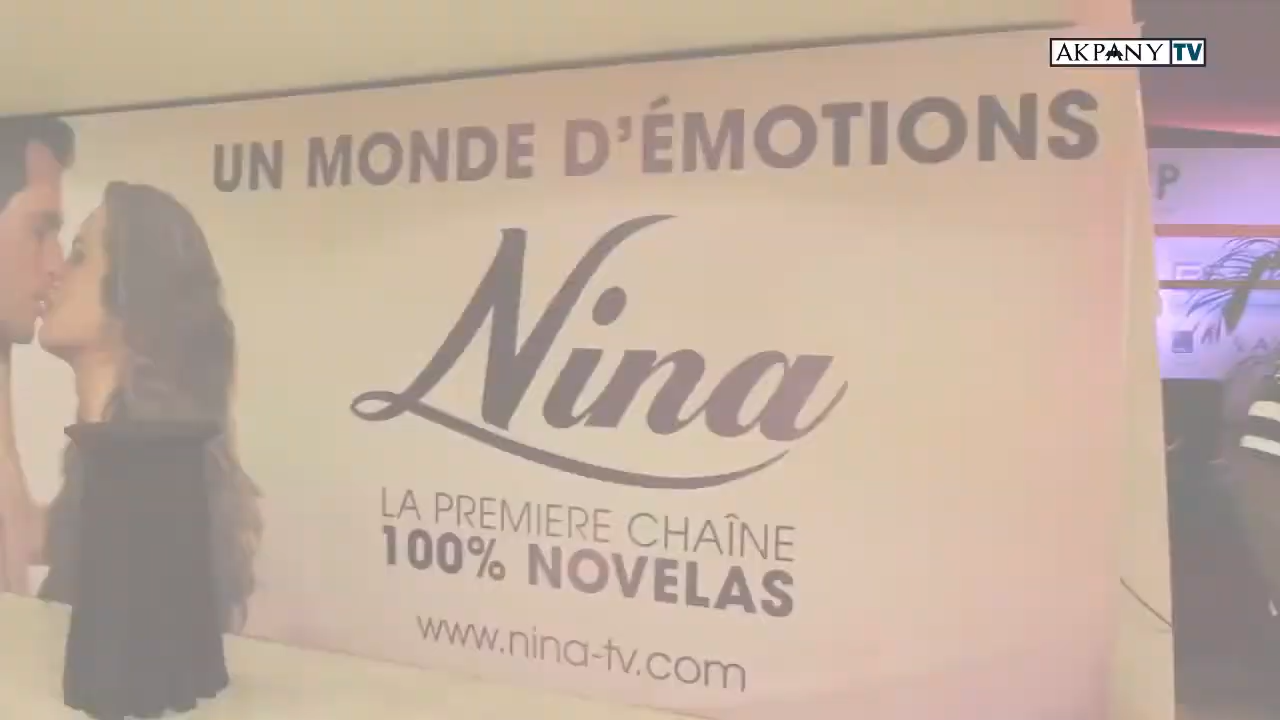 AKPANY TV
UN MONDE D'ÉMOTIONS
Nina
LA PREMIERE CHAÎNE
100% NOVELAS
www.nina-tv.com
P